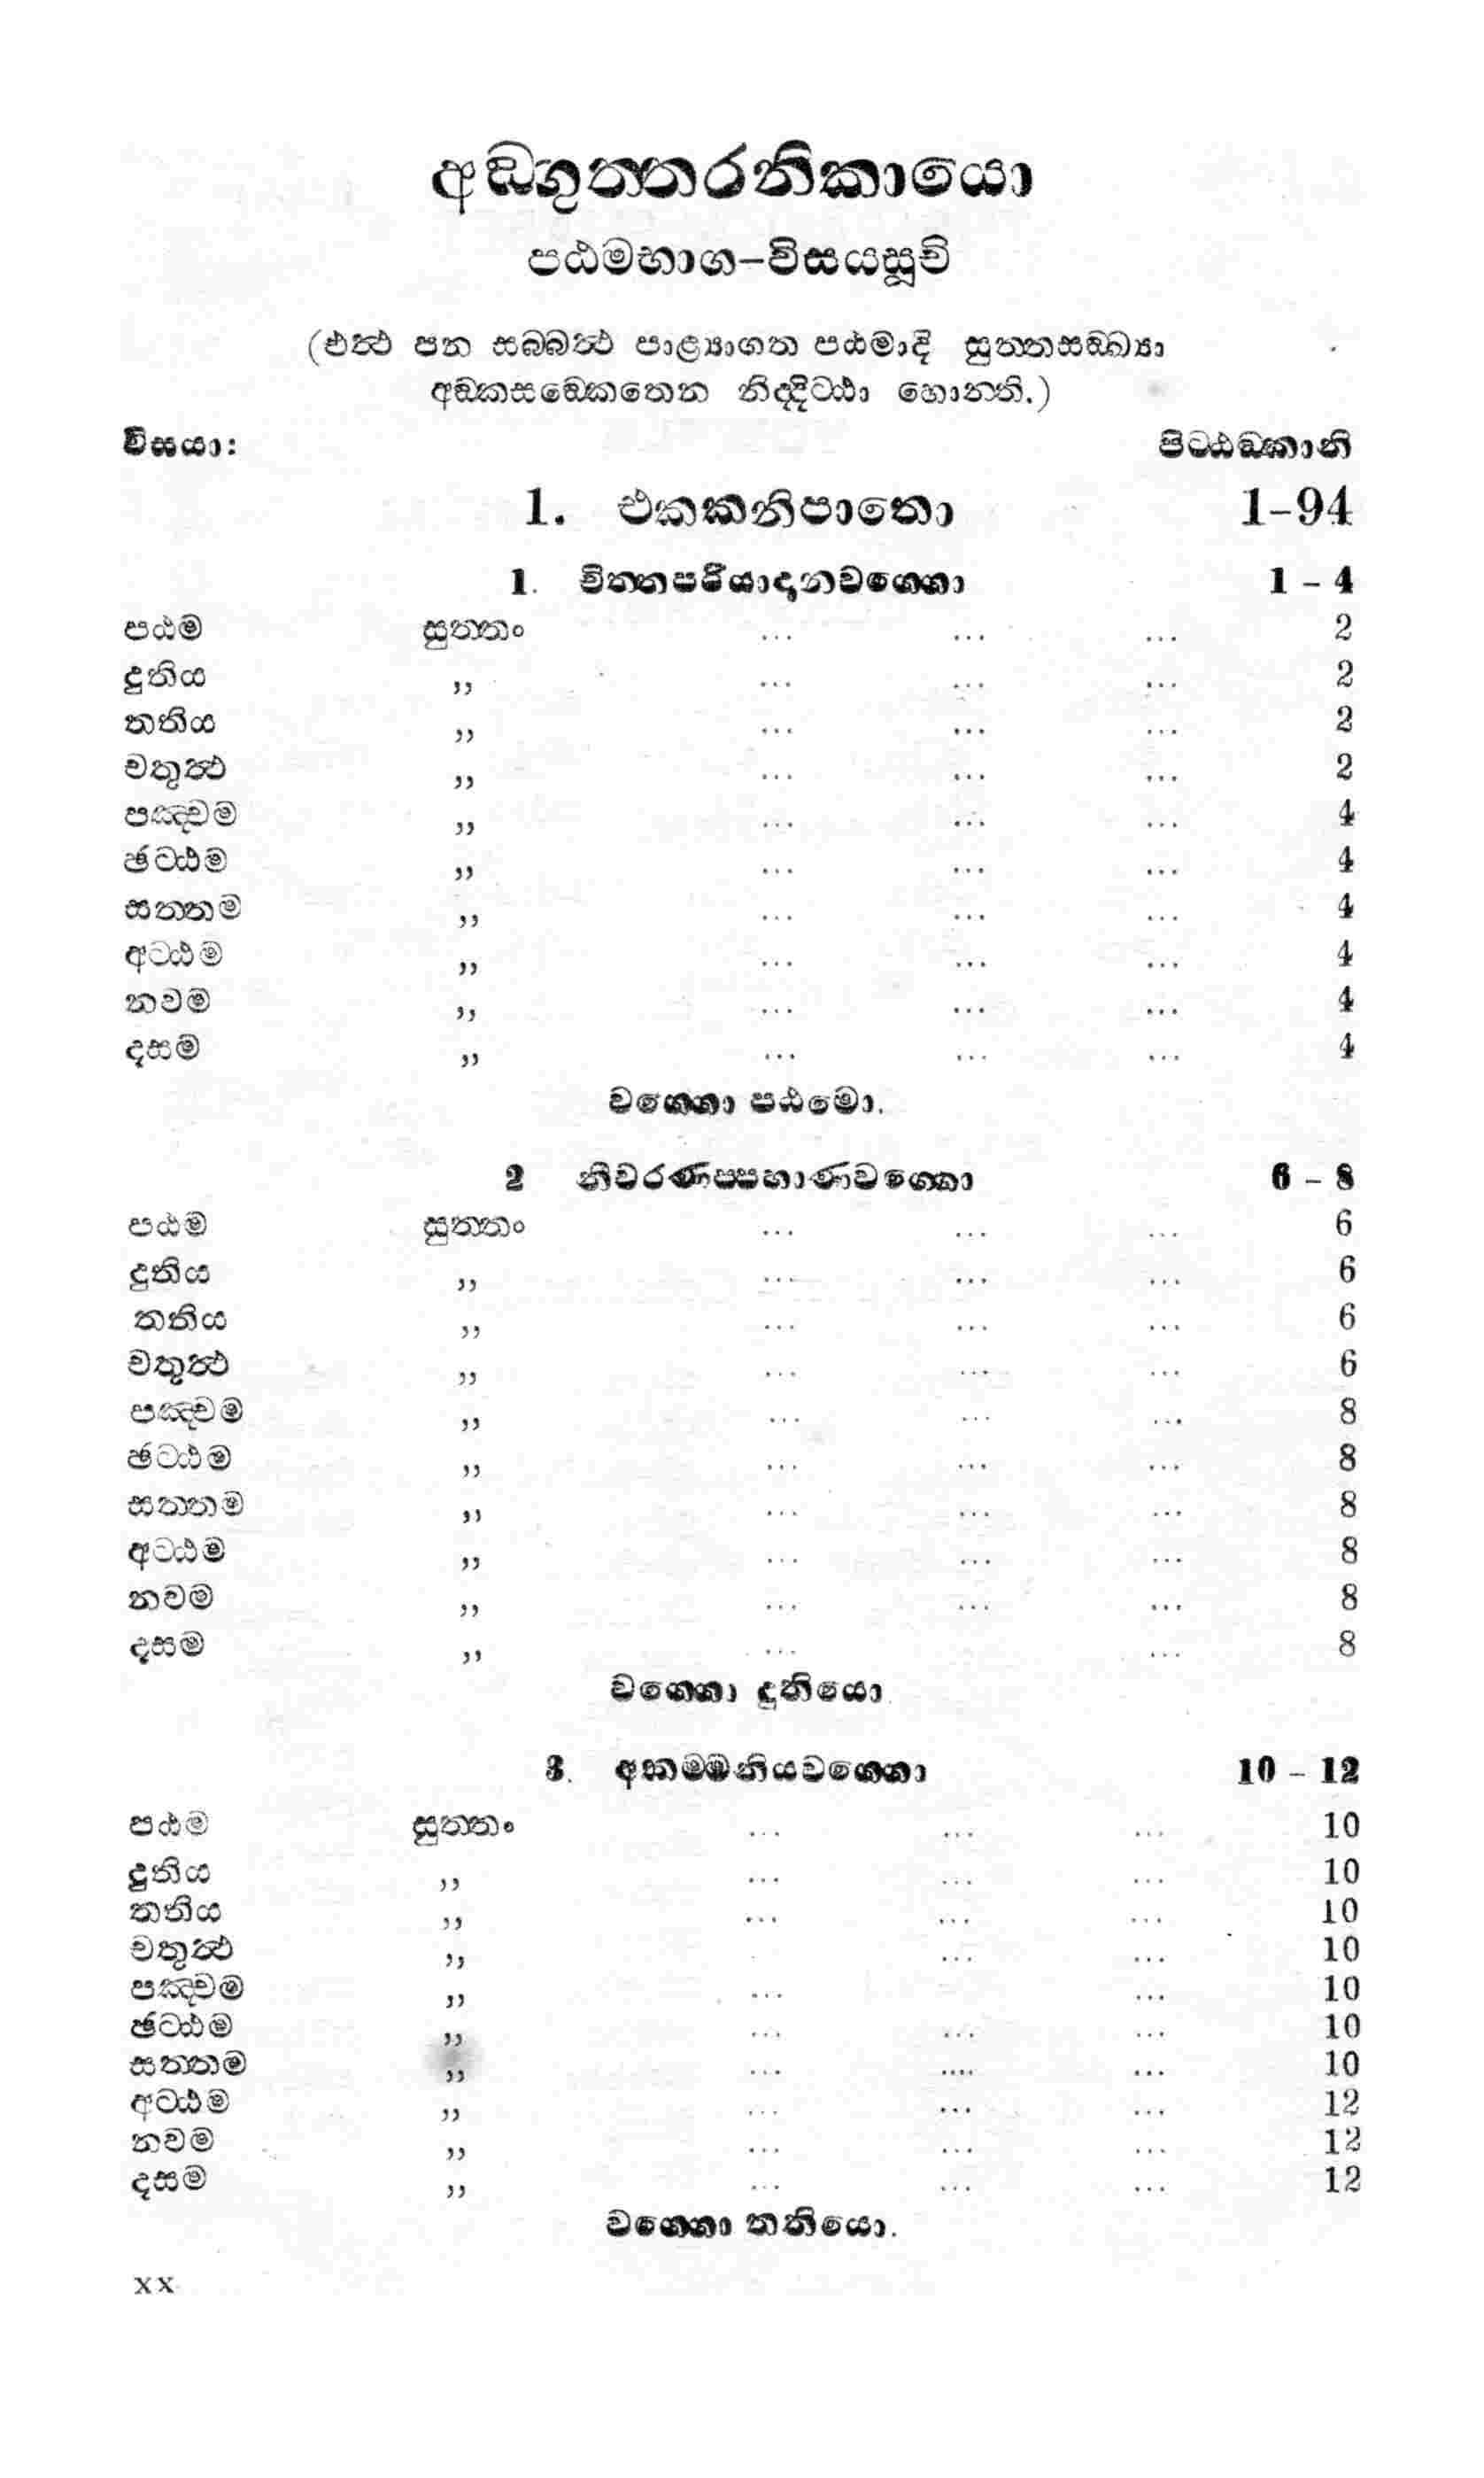 අඞ්ගුත්තරනිකායො
පඨමභාග–විසයසූචි
(එත්ථ පන සබ්බත්ථ පාළ්‍යාගත පඨමාදි සුත්තසඞ්ඛ්‍යා
අඞ්කසඞ්කෙතෙන නිද්දිට්ඨා හොන්ති.)
විසයා: පිට්ඨඞ්කානි
1. එකකනිපාතො 1–94
1. චිත්තපරියාදානවග්ගො 1 – 4
පඨම සුත්තං ... ... ... 2
දුතිය ,, ... ... ... 2
තතිය ,, ... ... ... 2
චතුත්ථ ,, ... ... ... 2
පඤ්චම ,, ... ... ... 4
ඡට්ඨම ,, ... ... ... 4
සත්තම ,, ... ... ... 4
අට්ඨම ,, ... ... ... 4
නවම ,, ... ... ... 4
දසම ,, ... ... ... 4
වග්ගො පඨමො.
2 නීවරණප්පහාණවග්ගො 6 – 8
පඨම සුත්තං ... ... ... 6
දුතිය ,, ... ... ... 6
තතිය ,, ... ... ... 6
චතුත්ථ ,, ... ... ... 6
පඤ්චම ,, ... ... ... 8
ඡට්ඨම ,, ... ... ... 8
සත්තම ,, ... ... ... 8
අට්ඨම ,, ... ... ... 8
නවම ,, ... ... ... 8
දසම ,, ... ... 8
වග්ගො දුතියො
3. අකම්මනියවග්ගො 10 – 12
පඨම සුත්තං ... ... ... 10
දුතිය ,, ... ... ... 10
තතිය ,, ... ... ... 10
චතුත්ථ ,, ... ... 10
පඤ්චම ,, ... ... 10
ඡට්ඨම ,, ... ... ... 10
සත්තම ,, ... .... ... 10
අට්ඨම ,, ... ... ... 12
නවම ,, ... ... ... 12
දසම ,, ... ... ... 12
වග්ගො තතියො.
xx